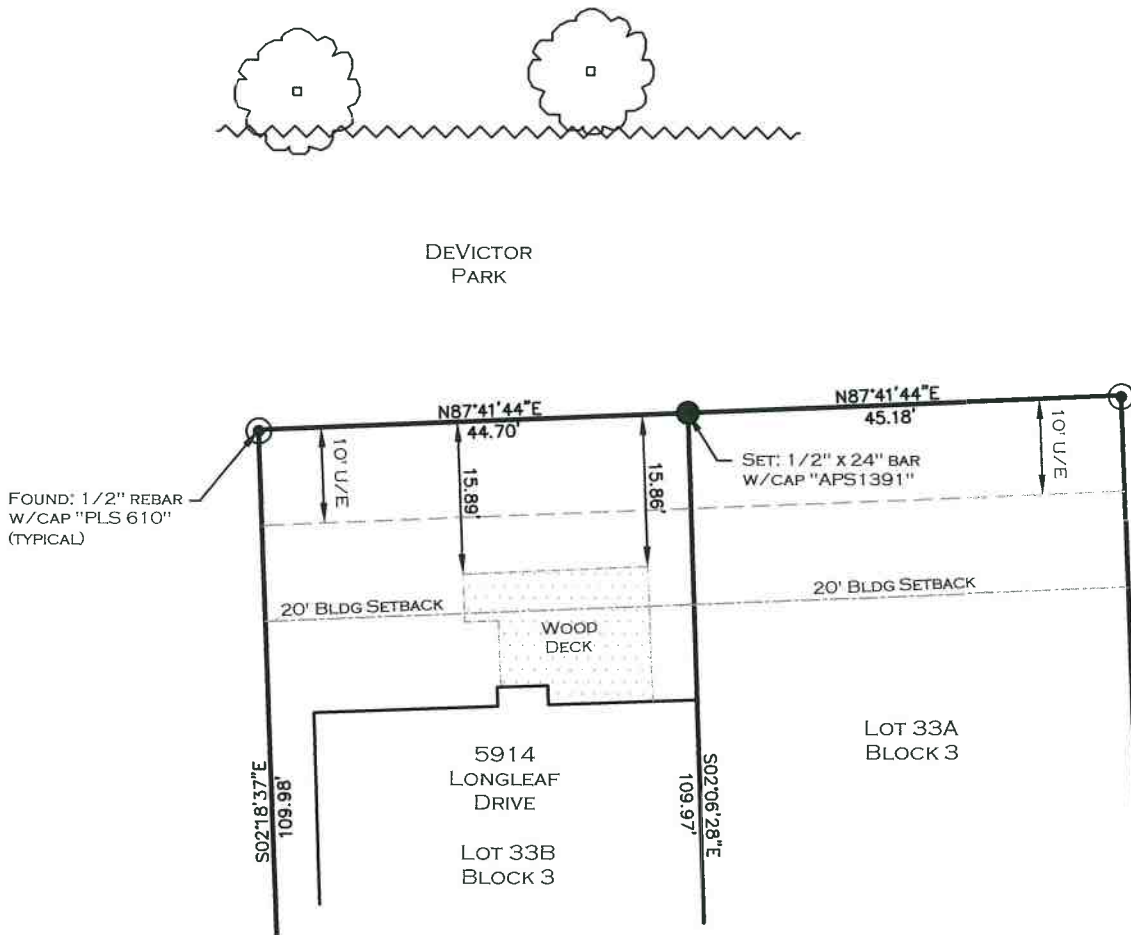 DEVICTOR
PARK
N87°41'44"E
44.70'
N87°41'44"E
45.18'
10' U/E
15.89'
15.86'
SET: 1/2" X 24" BAR
W/CAP "APS1391"
10' U/E
FOUND: 1/2" REBAR
W/CAP "PLS 610"
(TYPICAL)
20' BLDG SETBACK
20' BLDG SETBACK
WOOD
DECK
S02°18'37"E
109.98'
5914
LONGLEAF
DRIVE
LOT 33B
BLOCK 3
S02°06'28"E
109.97'
LOT 33A
BLOCK 3